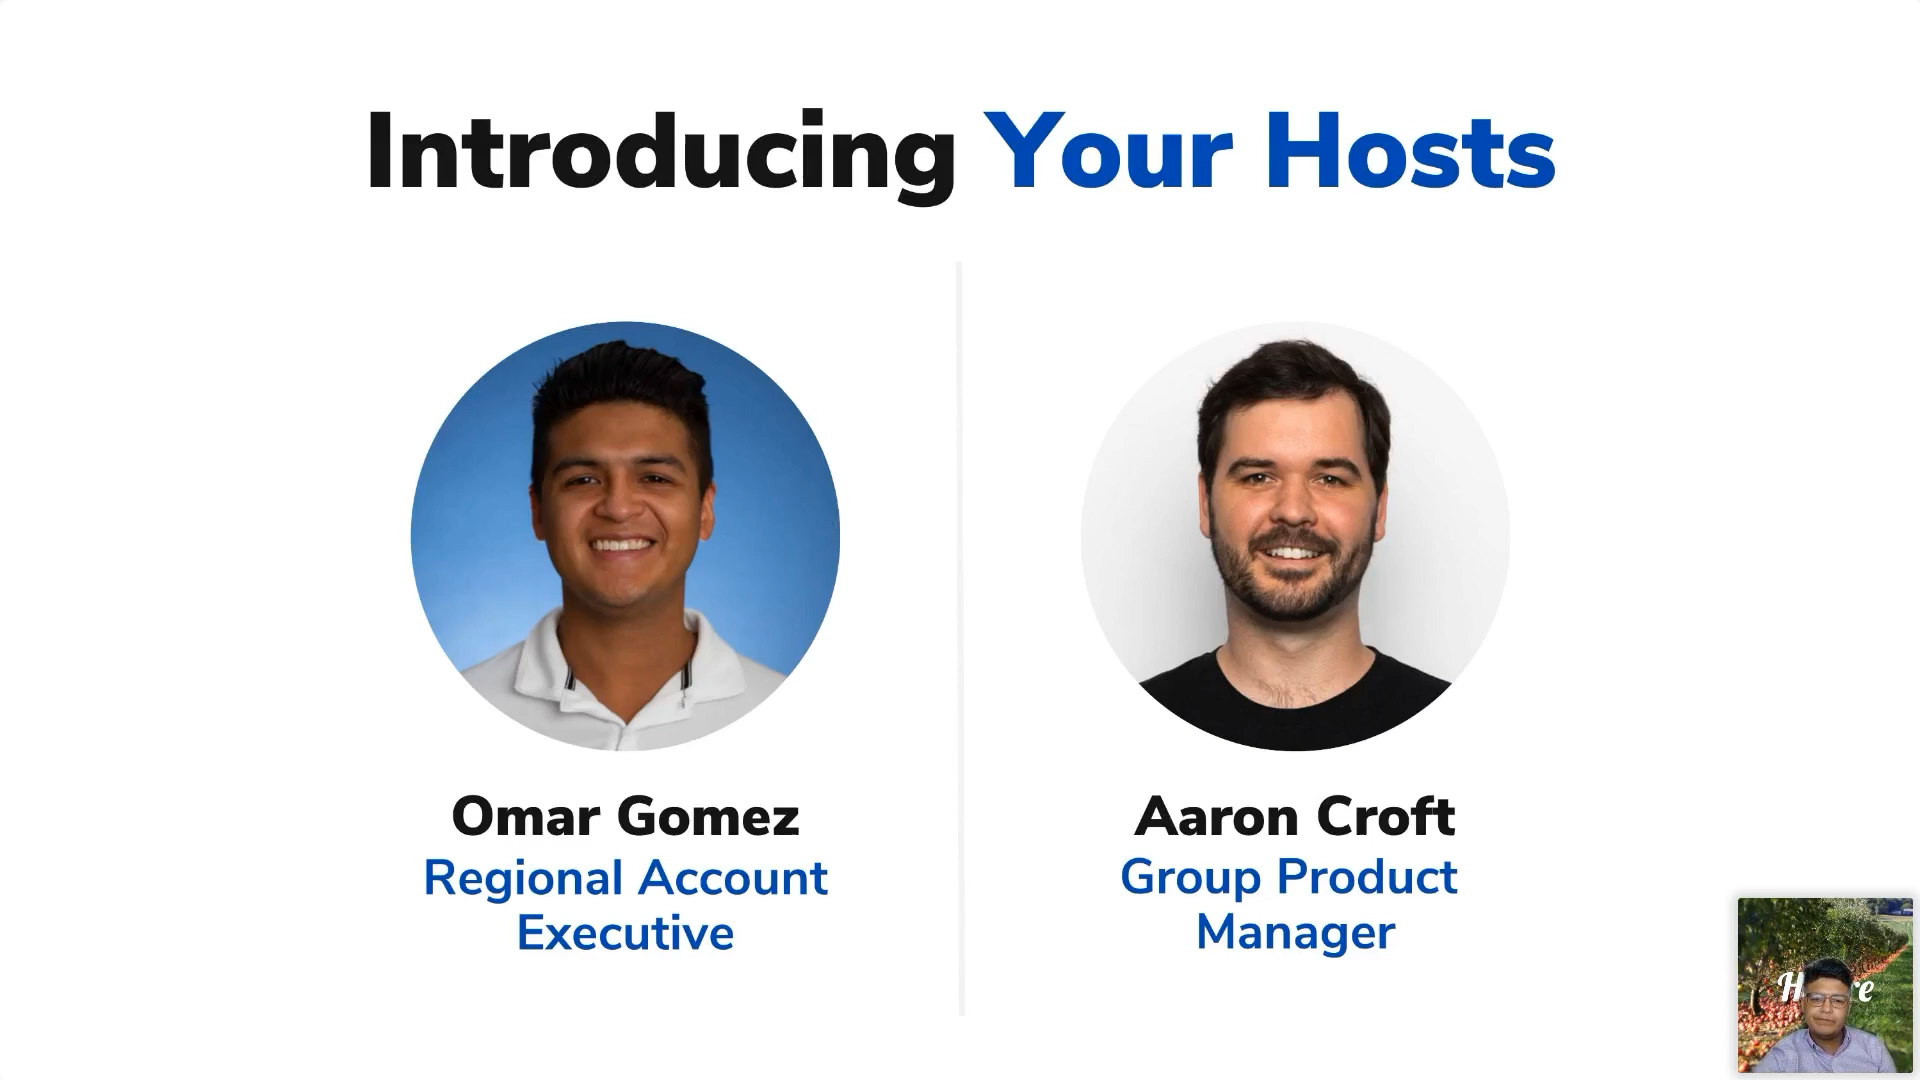 Introducing Your Hosts
Omar Gomez
Regional Account
Executive
Aaron Croft
Group Product
Manager